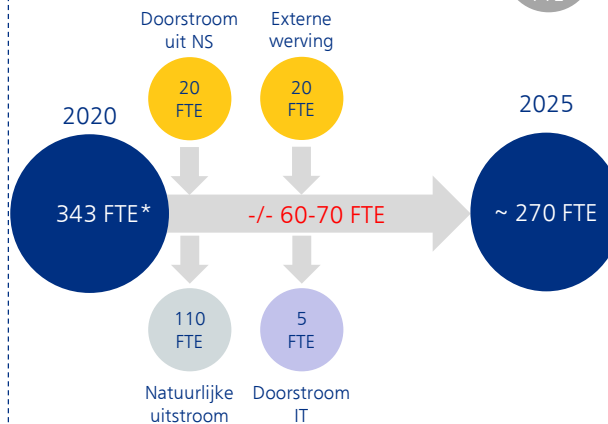 Doorstroom
uit NS
Externe
werving
20
FTE
20
FTE
2020
2025
343 FTE*
-/- 60-70 FTE
~ 270 FTE
110
FTE
5
FTE
Natuurlijke
uitstroom
Doorstroom
IT